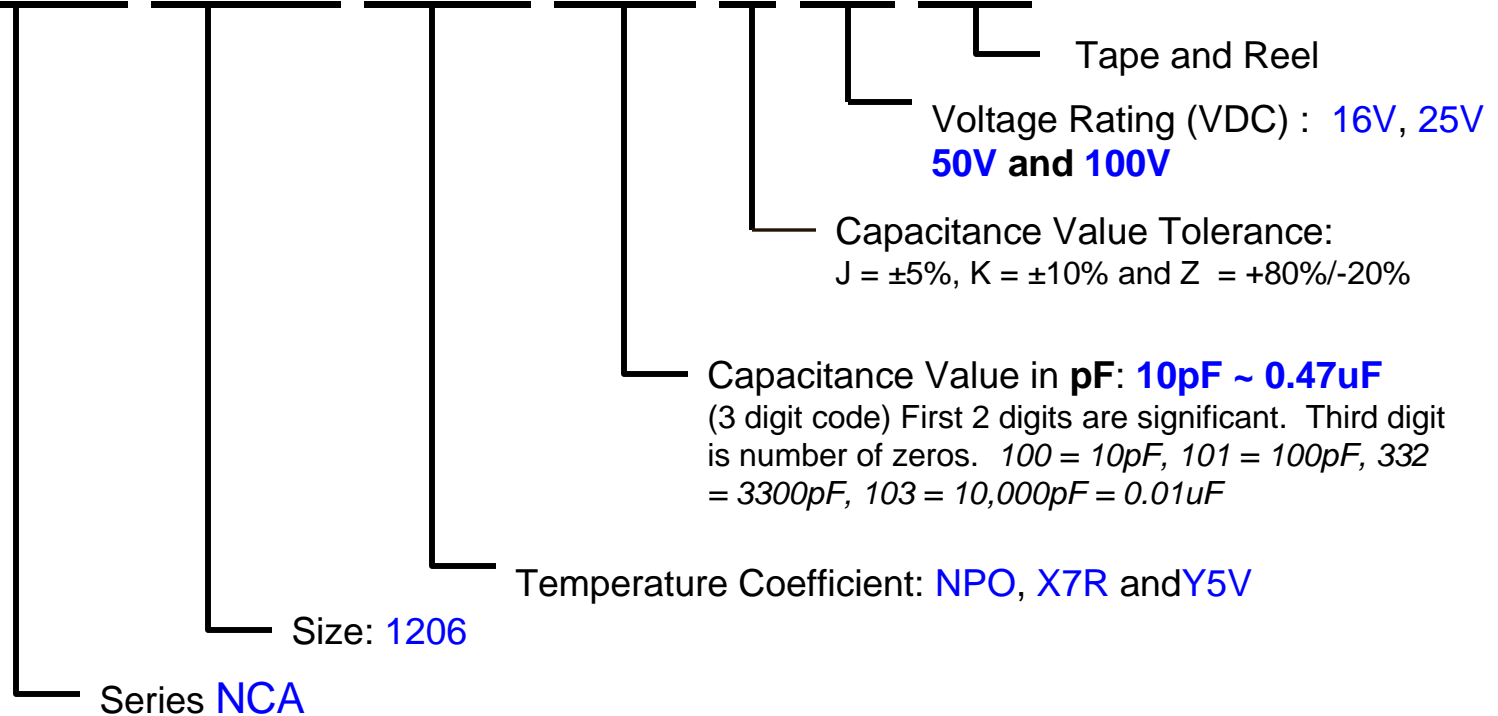 Tape and Reel
Voltage Rating (VDC) : 16V, 25V
50V and 100V
Capacitance Value Tolerance:
J = ±5%, K = ±10% and Z = +80%/-20%
Capacitance Value in pF: 10pF ~ 0.47uF
(3 digit code) First 2 digits are significant. Third digit
is number of zeros. 100 = 10pF, 101 = 100pF, 332
= 3300pF, 103 = 10,000pF = 0.01uF
Temperature Coefficient: NPO, X7R andY5V
Size: 1206
Series NCA